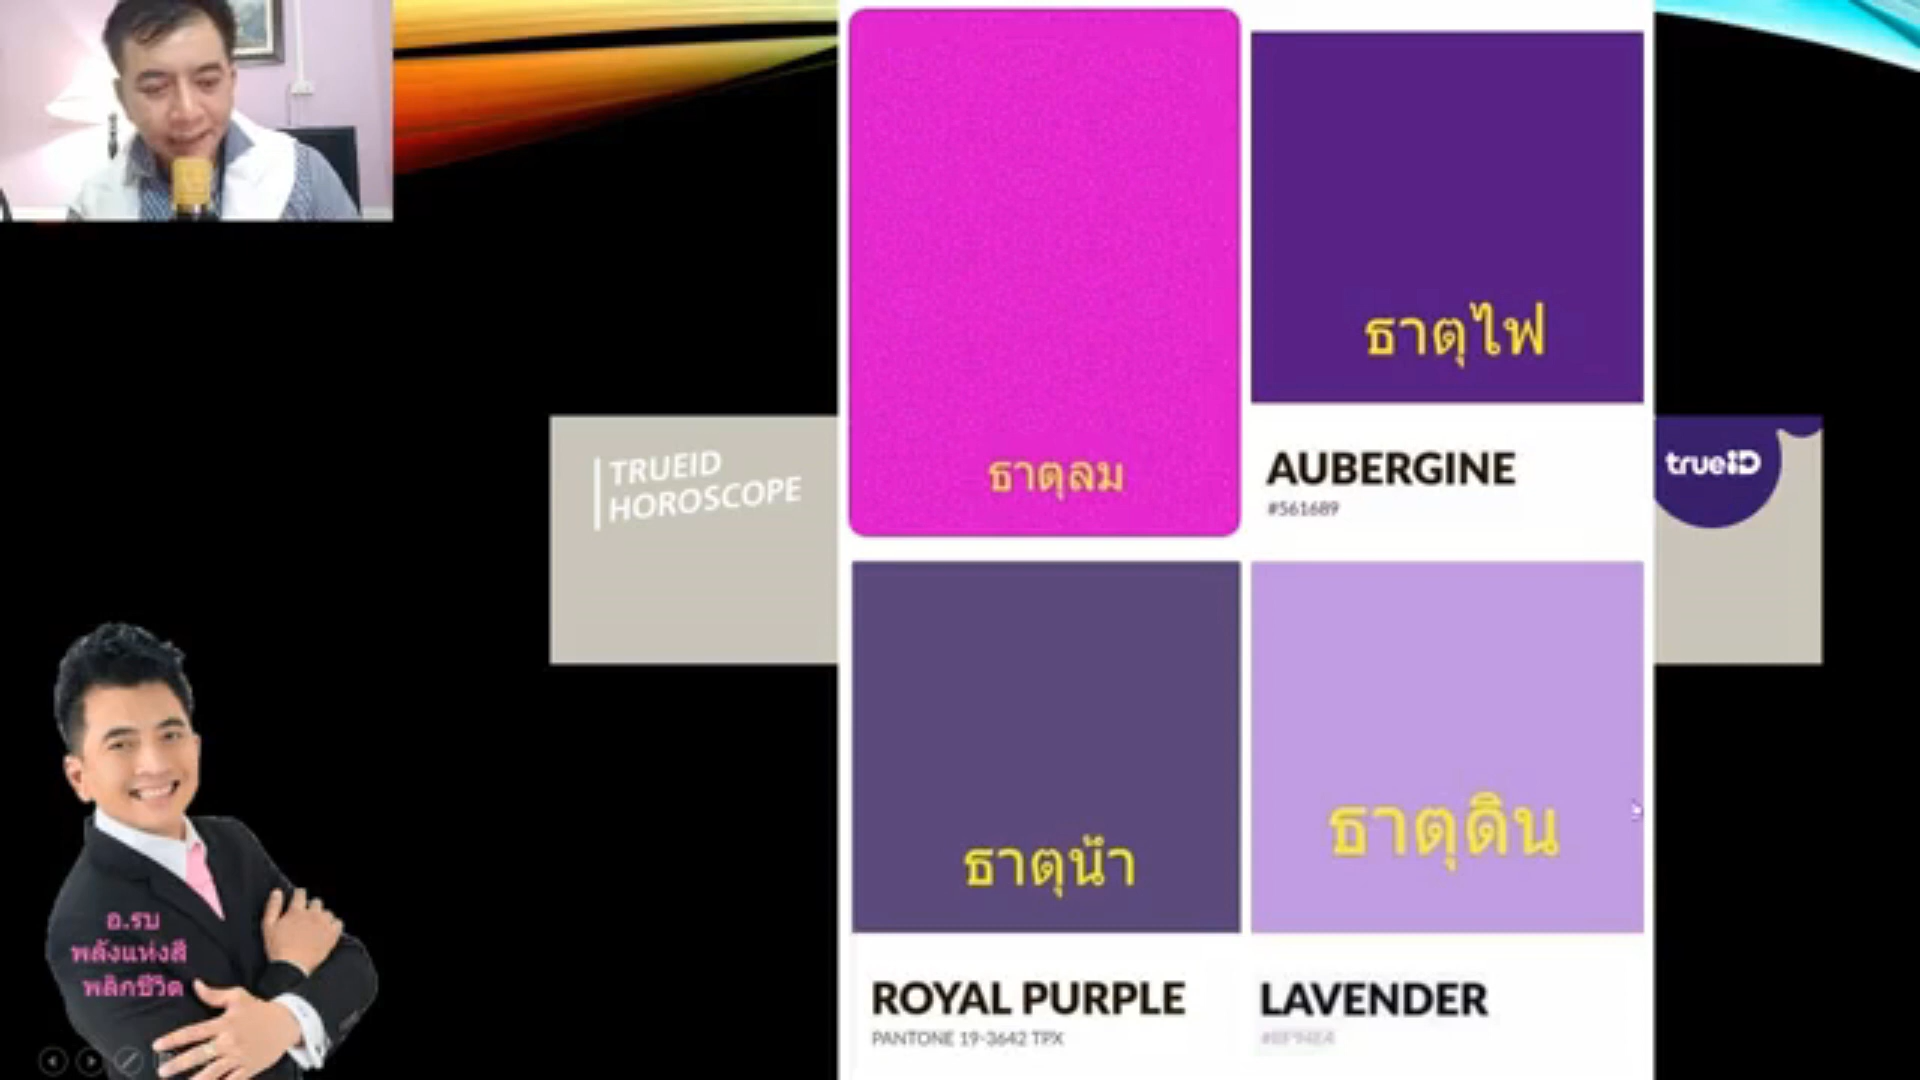 ธาตุลม
ธาตุไฟ
AUBERGINE
#561689
TRUEID
HOROSCOPE
trueiD
ธาตุน้ำ
ธาตุดิน
ROYAL PURPLE
PANTONE 19-3642 TPX
LAVENDER
อ.รบ
พลังแห่งสี
พลิกชีวิต